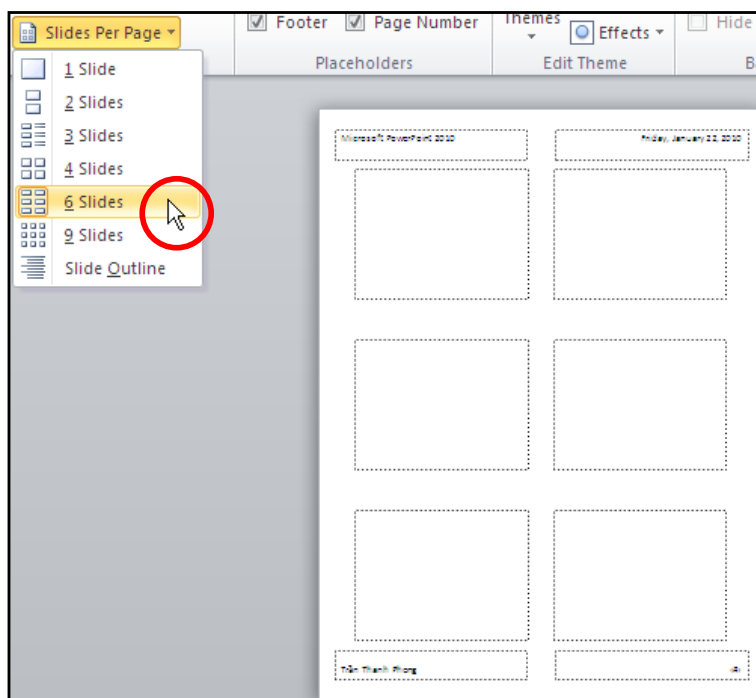 Slides Per Page
Footer
Page Number
Themes
Effects
Hide
Placeholders
Edit Theme
B
1 Slide
2 Slides
3 Slides
4 Slides
6 Slides
9 Slides
Slide Outline
Microsoft PowerPoint 2010
Friday, January 22, 2010
Trần Thanh Phong
‹#›